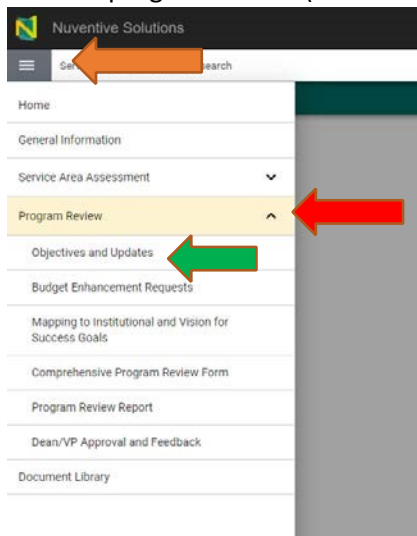 Nuventive Solutions
Home
General Information
Service Area Assessment
Program Review
Objectives and Updates
Budget Enhancement Requests
Mapping to Institutional and Vision for
Success Goals
Comprehensive Program Review Form
Program Review Report
Dean/VP Approval and Feedback
Document Library